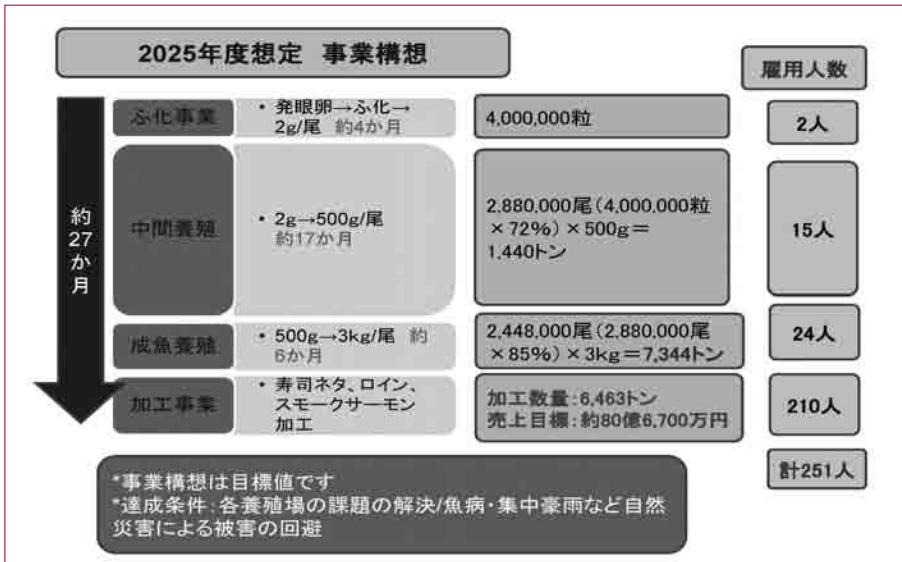 2025年度想定 事業構想
雇用人数
約27か月
ふ化事業
• 発眼卵→ふ化→
2g/尾 約4か月
4,000,000粒
2人
中間養殖
• 2g→500g/尾
約17か月
2,880,000尾(4,000,000粒
×72%)×500g=
1,440トン
15人
成魚養殖
• 500g→3kg/尾 約
6か月
2,448,000尾(2,880,000尾
×85%)×3kg=7,344トン
24人
加工事業
• 寿司ネタ、ロイン、
スモークサーモン
加工
加工数量:6,463トン
売上目標:約80億6,700万円
210人
計251人
*事業構想は目標値です
*達成条件:各養殖場の課題の解決/魚病・集中豪雨など自然
災害による被害の回避